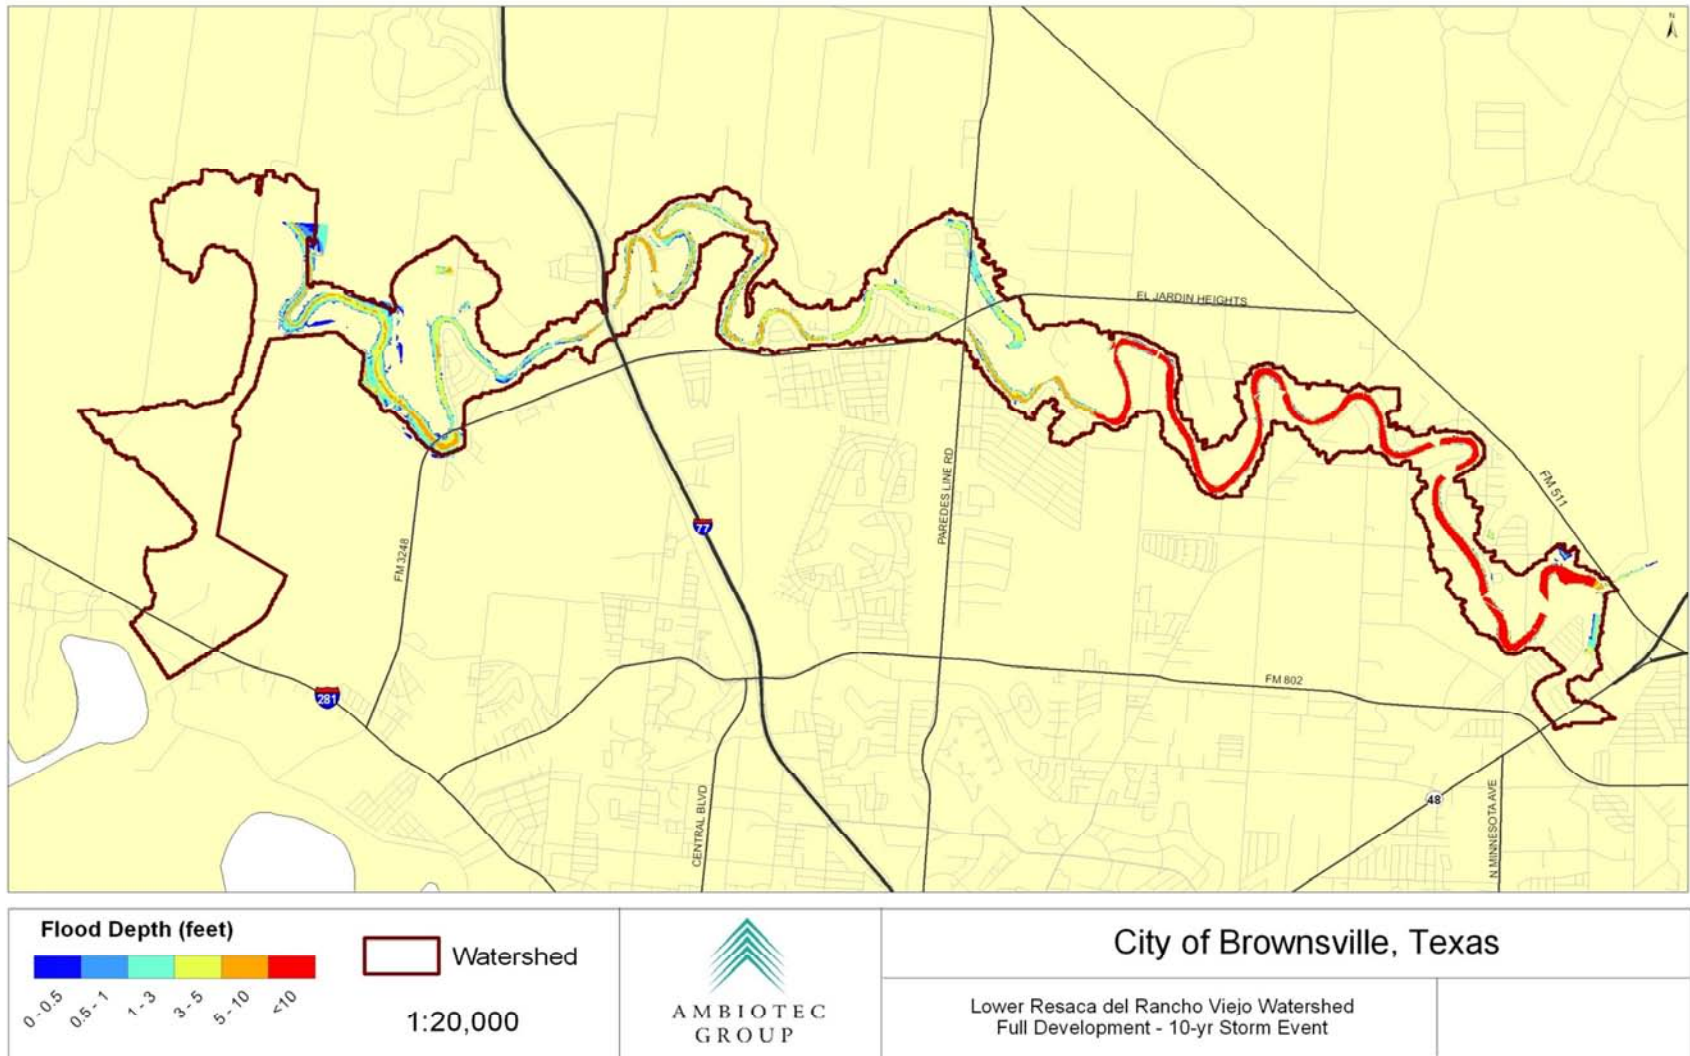 N
EL JARDIN HEIGHTS
FM 511
PAREDES LINE RD
77
FM 3248
FM 802
281
48
CENTRAL BLVD
N MINNESOTA AVE
Flood Depth (feet)
0 - 0.5
0.5 - 1
1 - 3
3 - 5
5 - 10
<10
Watershed
1:20,000
AMBIOTEC
GROUP
City of Brownsville, Texas
Lower Resaca del Rancho Viejo Watershed
Full Development - 10-yr Storm Event